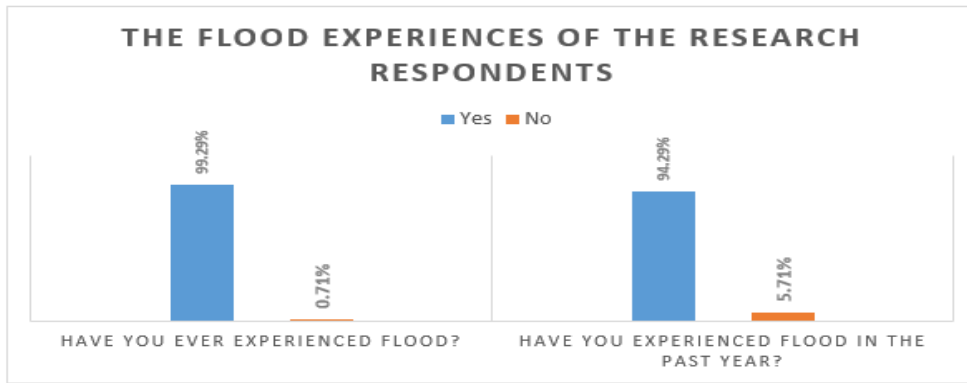 THE FLOOD EXPERIENCES OF THE RESEARCH
RESPONDENTS
Yes No
99.29%
0.71%
94.29%
5.71%
HAVE YOU EVER EXPERIENCED FLOOD?
HAVE YOU EXPERIENCED FLOOD IN THE
PAST YEAR?